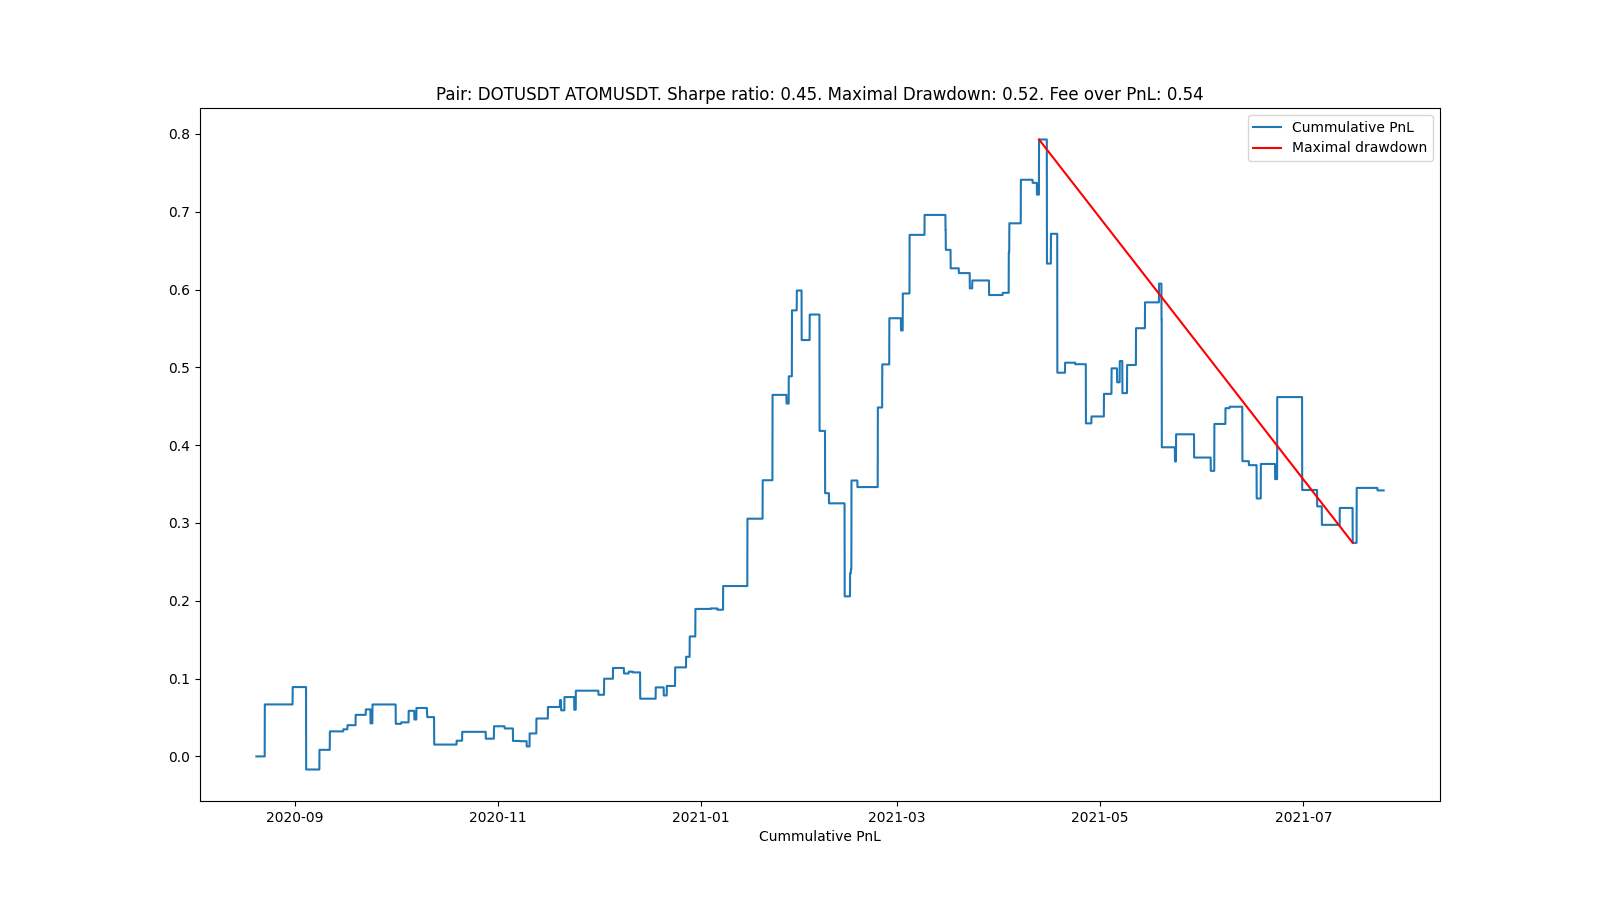 Pair: DOTUSDT ATOMUSDT. Sharpe ratio: 0.45. Maximal Drawdown: 0.52. Fee over PnL: 0.54
Cummulative PnL
Maximal drawdown
0.8
0.7
0.6
0.5
0.4
0.3
0.2
0.1
0.0
2020-09 2020-11 2021-01 2021-03 2021-05 2021-07
Cummulative PnL